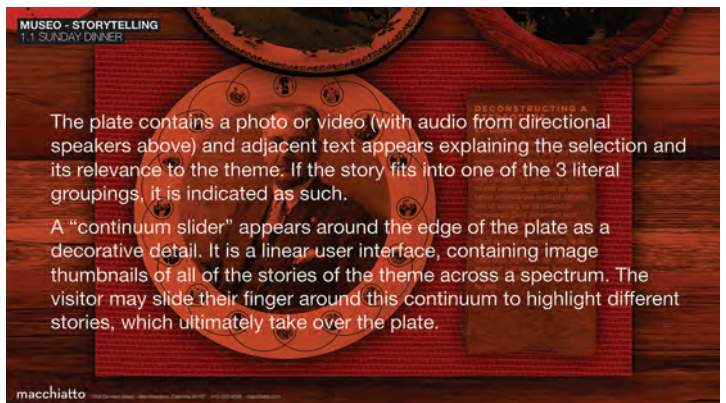 MUSEO - STORYTELLING
1.1 SUNDAY DINNER
DECONSTRUCTING A
The plate contains a photo or video (with audio from directional
speakers above) and adjacent text appears explaining the selection and
its relevance to the theme. If the story fits into one of the 3 literal
groupings, it is indicated as such.
A “continuum slider” appears around the edge of the plate as a
decorative detail. It is a linear user interface, containing image
thumbnails of all of the stories of the theme across a spectrum. The
visitor may slide their finger around this continuum to highlight different
stories, which ultimately take over the plate.
macchiatto